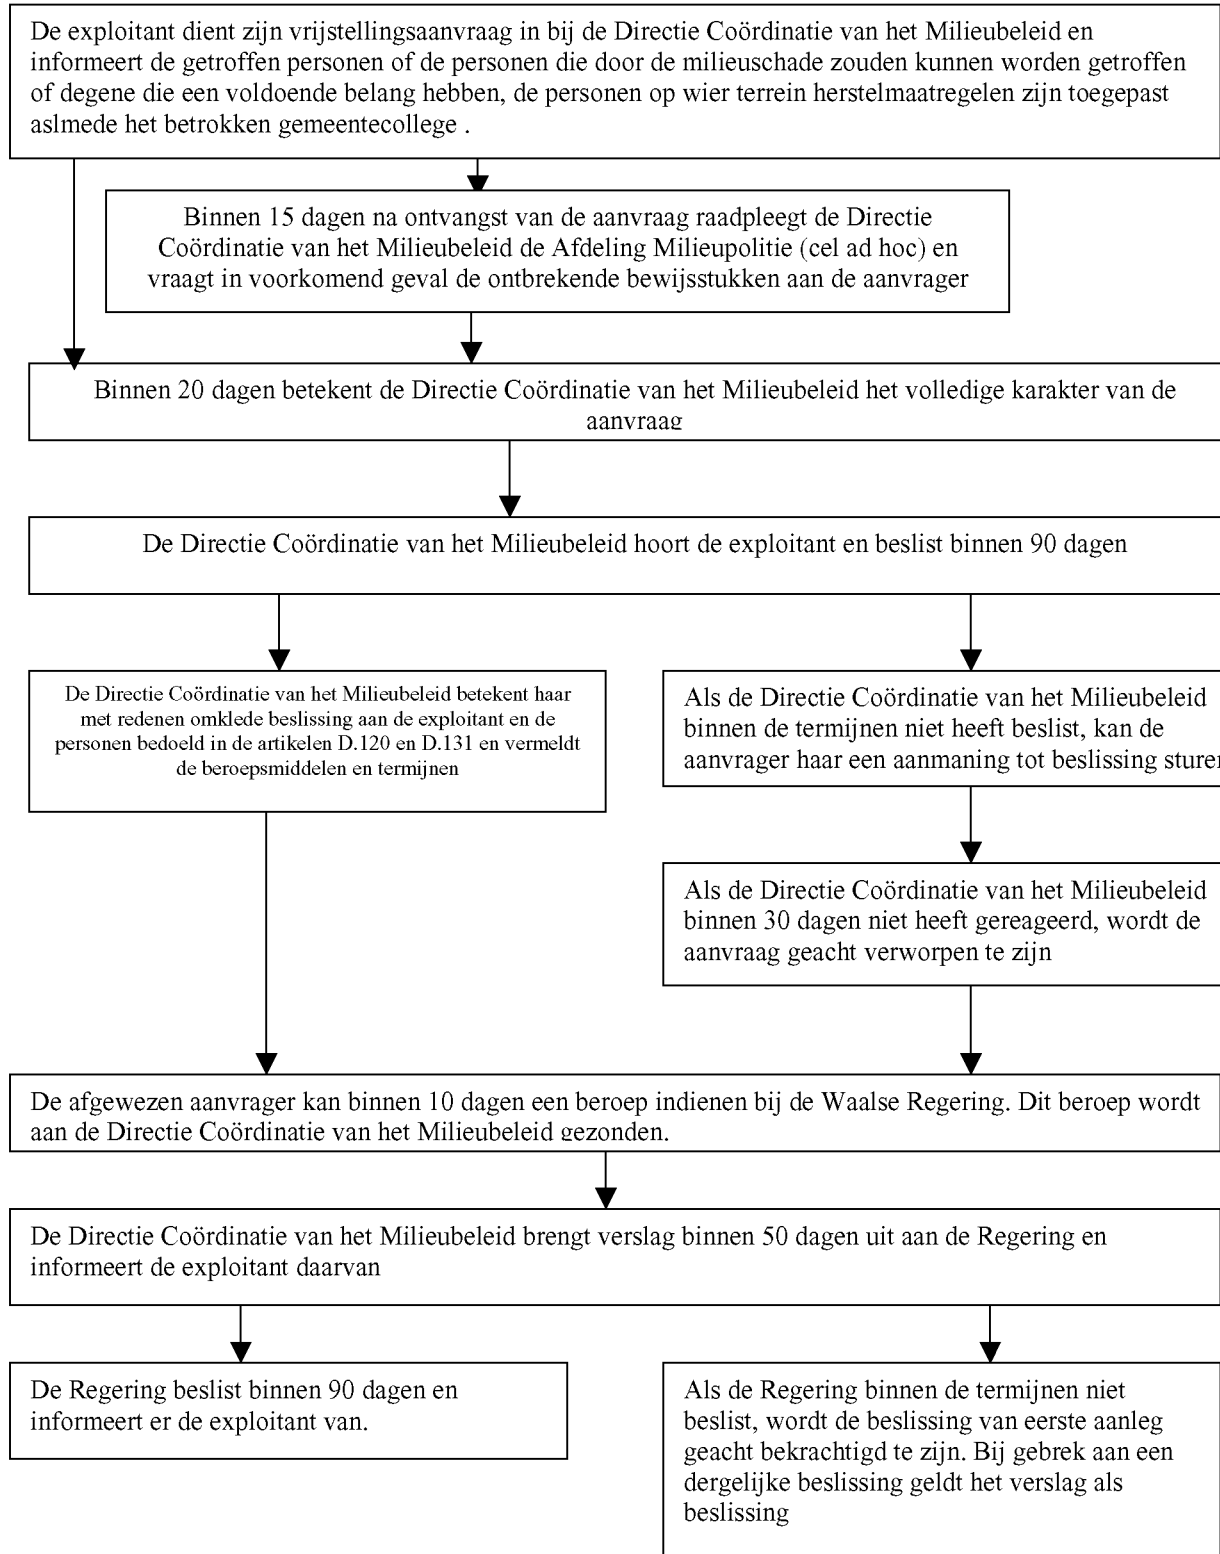 De exploitant dient zijn vrijstellingsaanvraag in bij de Directie Coördinatie van het Milieubeleid en
informeert de getroffen personen of de personen die door de milieuschade zouden kunnen worden getroffen
of degene die een voldoende belang hebben, de personen op wier terrein herstelmaatregelen zijn toegepast
aslmede het betrokken gemeentecollege .
Binnen 15 dagen na ontvangst van de aanvraag raadpleegt de Directie
Coördinatie van het Milieubeleid de Afdeling Milieupolitie (cel ad hoc) en
vraagt in voorkomend geval de ontbrekende bewijsstukken aan de aanvrager
Binnen 20 dagen betekent de Directie Coördinatie van het Milieubeleid het volledige karakter van de
aanvraag
De Directie Coördinatie van het Milieubeleid hoort de exploitant en beslist binnen 90 dagen
De Directie Coördinatie van het Milieubeleid betekent haar
met redenen omklede beslissing aan de exploitant en de
personen bedoeld in de artikelen D.120 en D.131 en vermeldt
de beroepsmiddelen en termijnen
Als de Directie Coördinatie van het Milieubeleid
binnen de termijnen niet heeft beslist, kan de
aanvrager haar een aanmaning tot beslissing sturen
Als de Directie Coördinatie van het Milieubeleid
binnen 30 dagen niet heeft gereageerd, wordt de
aanvraag geacht verworpen te zijn
De afgewezen aanvrager kan binnen 10 dagen een beroep indienen bij de Waalse Regering. Dit beroep wordt
aan de Directie Coördinatie van het Milieubeleid gezonden.
De Directie Coördinatie van het Milieubeleid brengt verslag binnen 50 dagen uit aan de Regering en
informeert de exploitant daarvan
De Regering beslist binnen 90 dagen en
informeert er de exploitant van.
Als de Regering binnen de termijnen niet
beslist, wordt de beslissing van eerste aanleg
geacht bekrachtigd te zijn. Bij gebrek aan een
dergelijke beslissing geldt het verslag als
beslissing